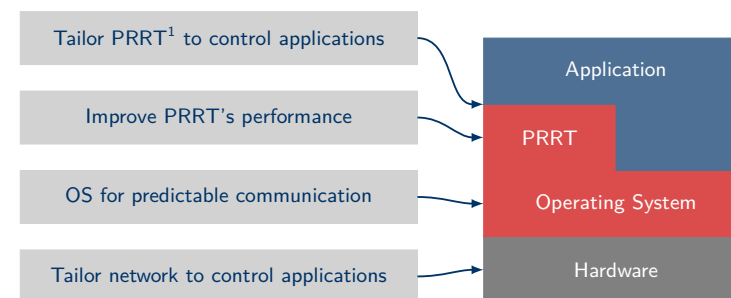 Tailor PRRT¹ to control applications
Application
Improve PRRT's performance
PRRT
OS for predictable communication
Operating System
Tailor network to control applications
Hardware